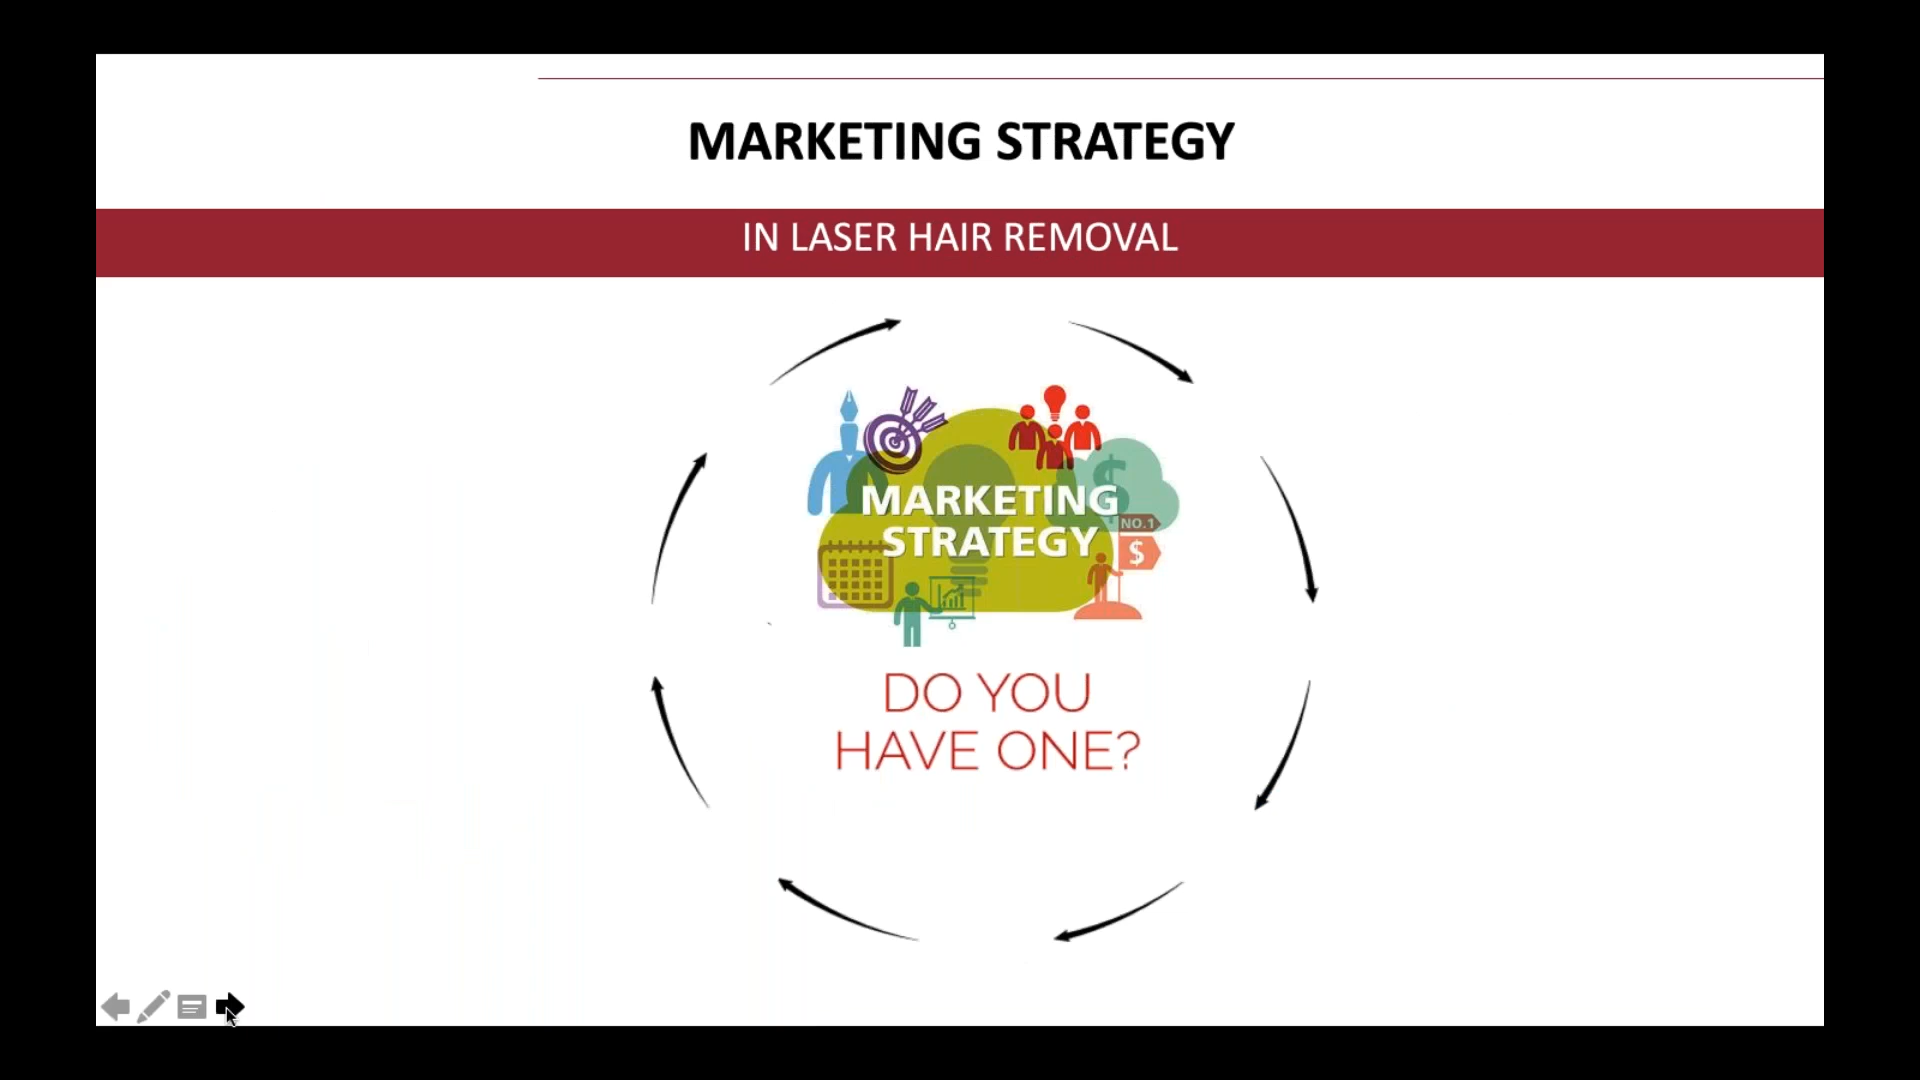 MARKETING STRATEGY
IN LASER HAIR REMOVAL
$
MARKETING
NO.1
STRATEGY
$
DO YOU
HAVE ONE?